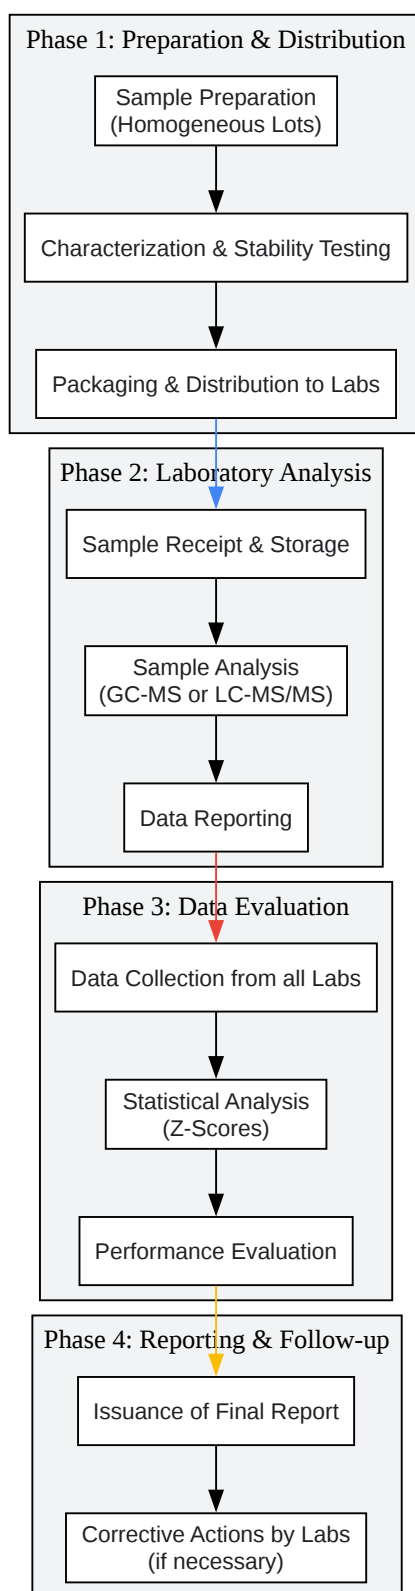 Phase 1: Preparation & Distribution
Sample Preparation
(Homogeneous Lots)
Characterization & Stability Testing
Packaging & Distribution to Labs
Phase 2: Laboratory Analysis
Sample Receipt & Storage
Sample Analysis
(GC-MS or LC-MS/MS)
Data Reporting
Phase 3: Data Evaluation
Data Collection from all Labs
Statistical Analysis
(Z-Scores)
Performance Evaluation
Phase 4: Reporting & Follow-up
Issuance of Final Report
Corrective Actions by Labs
(if necessary)